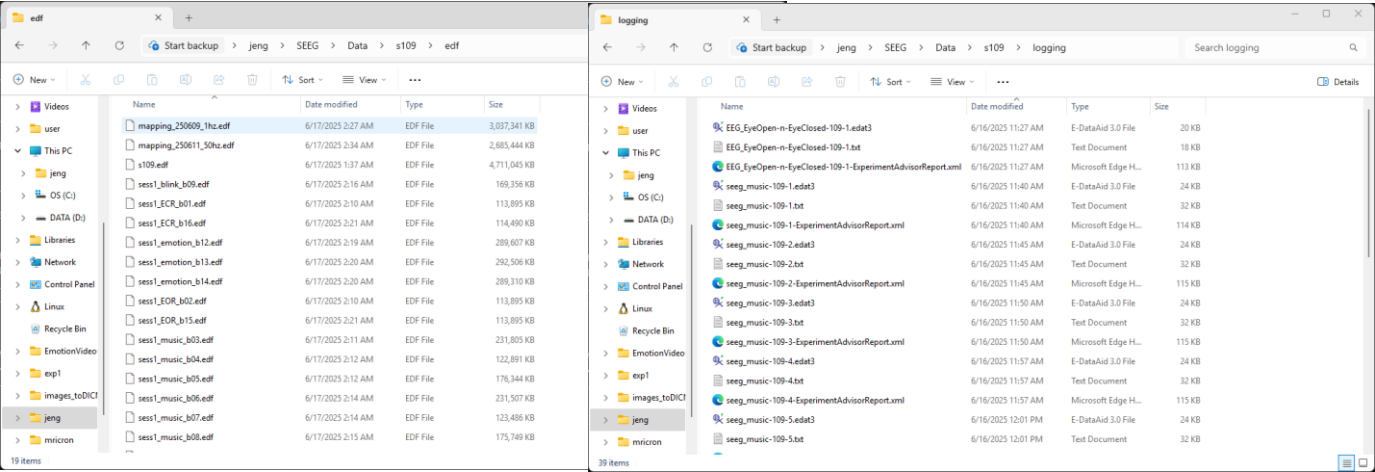 edf
Start backup > jeng > SEEG > Data > s109 > edf
New Sort View ...
Name Date modified Type Size
Videos
user
This PC
jeng
OS (C:)
DATA (D:)
Libraries
Network
Control Panel
Linux
Recycle Bin
EmotionVideo
exp1
images_toDICI
jeng
mricron
mapping_250609_1hz.edf 6/17/2025 2:27 AM EDF File 3,037,341 KB
mapping_250611_50hz.edf 6/17/2025 2:34 AM EDF File 2,685,444 KB
s109.edf 6/17/2025 1:37 AM EDF File 4,711,045 KB
sess1_blink_b09.edf 6/17/2025 2:16 AM EDF File 169,356 KB
sess1_ECR_b01.edf 6/17/2025 2:10 AM EDF File 113,895 KB
sess1_ECR_b16.edf 6/17/2025 2:21 AM EDF File 114,490 KB
sess1_emotion_b12.edf 6/17/2025 2:19 AM EDF File 289,607 KB
sess1_emotion_b13.edf 6/17/2025 2:20 AM EDF File 292,506 KB
sess1_emotion_b14.edf 6/17/2025 2:20 AM EDF File 289,310 KB
sess1_EOR_b02.edf 6/17/2025 2:10 AM EDF File 113,895 KB
sess1_EOR_b15.edf 6/17/2025 2:21 AM EDF File 113,895 KB
sess1_music_b03.edf 6/17/2025 2:11 AM EDF File 231,805 KB
sess1_music_b04.edf 6/17/2025 2:12 AM EDF File 122,891 KB
sess1_music_b05.edf 6/17/2025 2:12 AM EDF File 176,344 KB
sess1_music_b06.edf 6/17/2025 2:14 AM EDF File 231,507 KB
sess1_music_b07.edf 6/17/2025 2:14 AM EDF File 123,486 KB
sess1_music_b08.edf 6/17/2025 2:15 AM EDF File 175,749 KB
19 items
logging
Start backup > jeng > SEEG > Data > s109 > logging Search logging
New Sort View ... Details
Name Date modified Type Size
Videos
user
This PC
jeng
OS (C:)
DATA (D:)
Libraries
Network
Control Panel
Linux
Recycle Bin
EmotionVideo
exp1
images_toDICI
jeng
mricron
EEG_EyeOpen-n-EyeClosed-109-1.edat3 6/16/2025 11:27 AM E-DataAid 3.0 File 20 KB
EEG_EyeOpen-n-EyeClosed-109-1.txt 6/16/2025 11:27 AM Text Document 18 KB
EEG_EyeOpen-n-EyeClosed-109-1-ExperimentAdvisorReport.xml 6/16/2025 11:27 AM Microsoft Edge H... 113 KB
seeg_music-109-1.edat3 6/16/2025 11:40 AM E-DataAid 3.0 File 24 KB
seeg_music-109-1.txt 6/16/2025 11:40 AM Text Document 32 KB
seeg_music-109-1-ExperimentAdvisorReport.xml 6/16/2025 11:40 AM Microsoft Edge H... 114 KB
seeg_music-109-2.edat3 6/16/2025 11:45 AM E-DataAid 3.0 File 24 KB
seeg_music-109-2.txt 6/16/2025 11:45 AM Text Document 32 KB
seeg_music-109-2-ExperimentAdvisorReport.xml 6/16/2025 11:45 AM Microsoft Edge H... 115 KB
seeg_music-109-3.edat3 6/16/2025 11:50 AM E-DataAid 3.0 File 24 KB
seeg_music-109-3.txt 6/16/2025 11:50 AM Text Document 32 KB
seeg_music-109-3-ExperimentAdvisorReport.xml 6/16/2025 11:50 AM Microsoft Edge H... 115 KB
seeg_music-109-4.edat3 6/16/2025 11:57 AM E-DataAid 3.0 File 24 KB
seeg_music-109-4.txt 6/16/2025 11:57 AM Text Document 32 KB
seeg_music-109-4-ExperimentAdvisorReport.xml 6/16/2025 11:57 AM Microsoft Edge H... 115 KB
seeg_music-109-5.edat3 6/16/2025 12:01 PM E-DataAid 3.0 File 24 KB
seeg_music-109-5.txt 6/16/2025 12:01 PM Text Document 32 KB
39 items